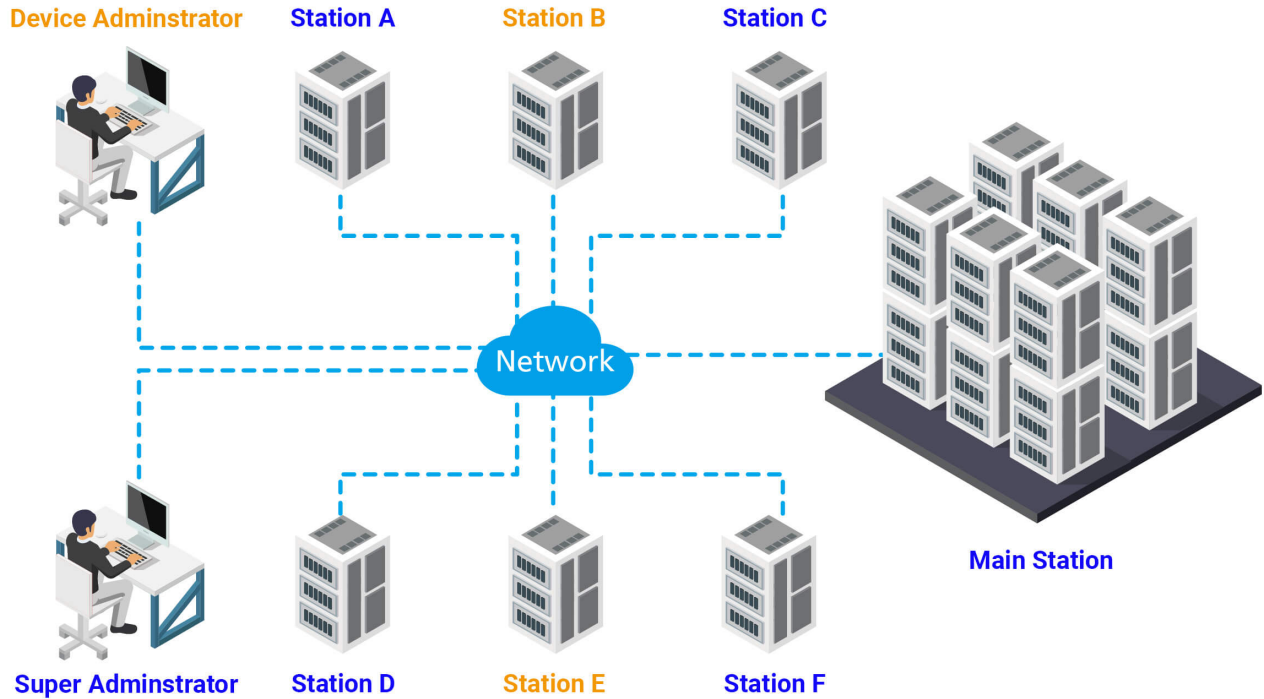 Device Adminstrator
Station A
Station B
Station C
Network
Main Station
Super Adminstrator
Station D
Station E
Station F